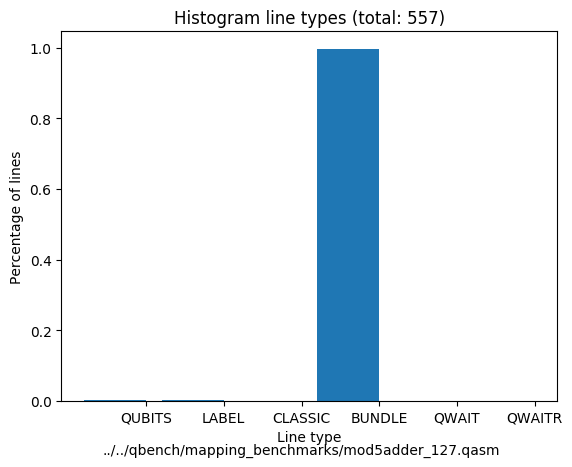 Histogram line types (total: 557)
Percentage of lines
1.0
0.8
0.6
0.4
0.2
0.0
QUBITS LABEL CLASSIC BUNDLE QWAIT QWAITR
Line type
../../qbench/mapping_benchmarks/mod5adder_127.qasm